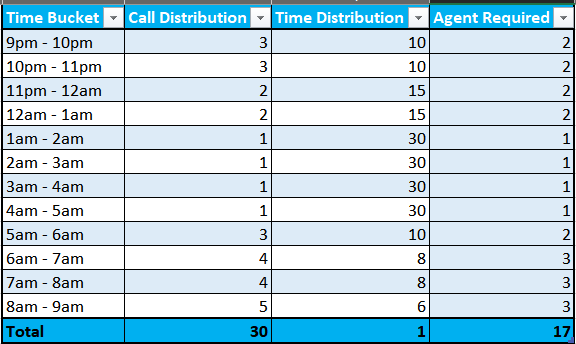 Time Bucket Call Distribution Time Distribution Agent Required
9pm - 10pm 3 10 2
10pm - 11pm 3 10 2
11pm - 12am 2 15 2
12am - 1am 2 15 2
1am - 2am 1 30 1
2am - 3am 1 30 1
3am - 4am 1 30 1
4am - 5am 1 30 1
5am - 6am 3 10 2
6am - 7am 4 8 3
7am - 8am 4 8 3
8am - 9am 5 6 3
Total 30 1 17